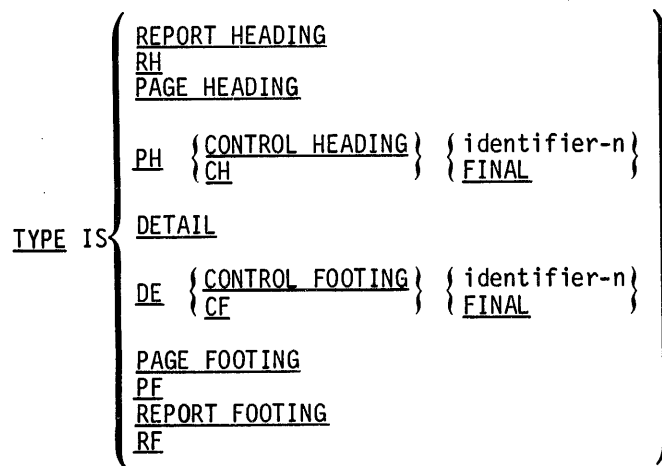 REPORT HEADING
RH
PAGE HEADING
PH { CONTROL HEADING } { identifier-n }
CH FINAL
TYPE IS
DETAIL
DE { CONTROL FOOTING } { identifier-n }
CF FINAL
PAGE FOOTING
PF
REPORT FOOTING
RF